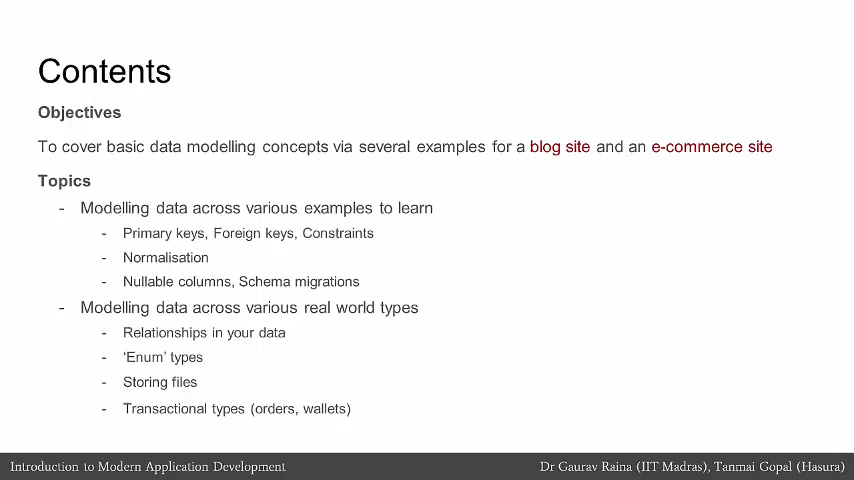 Contents
Objectives
To cover basic data modelling concepts via several examples for a blog site and an e-commerce site
Topics
- Modelling data across various examples to learn
- Primary keys, Foreign keys, Constraints
- Normalisation
- Nullable columns, Schema migrations
- Modelling data across various real world types
- Relationships in your data
- ‘Enum’ types
- Storing files
- Transactional types (orders, wallets)
Introduction to Modern Application Development Dr Gaurav Raina (IIT Madras), Tanmai Gopal (Hasura)